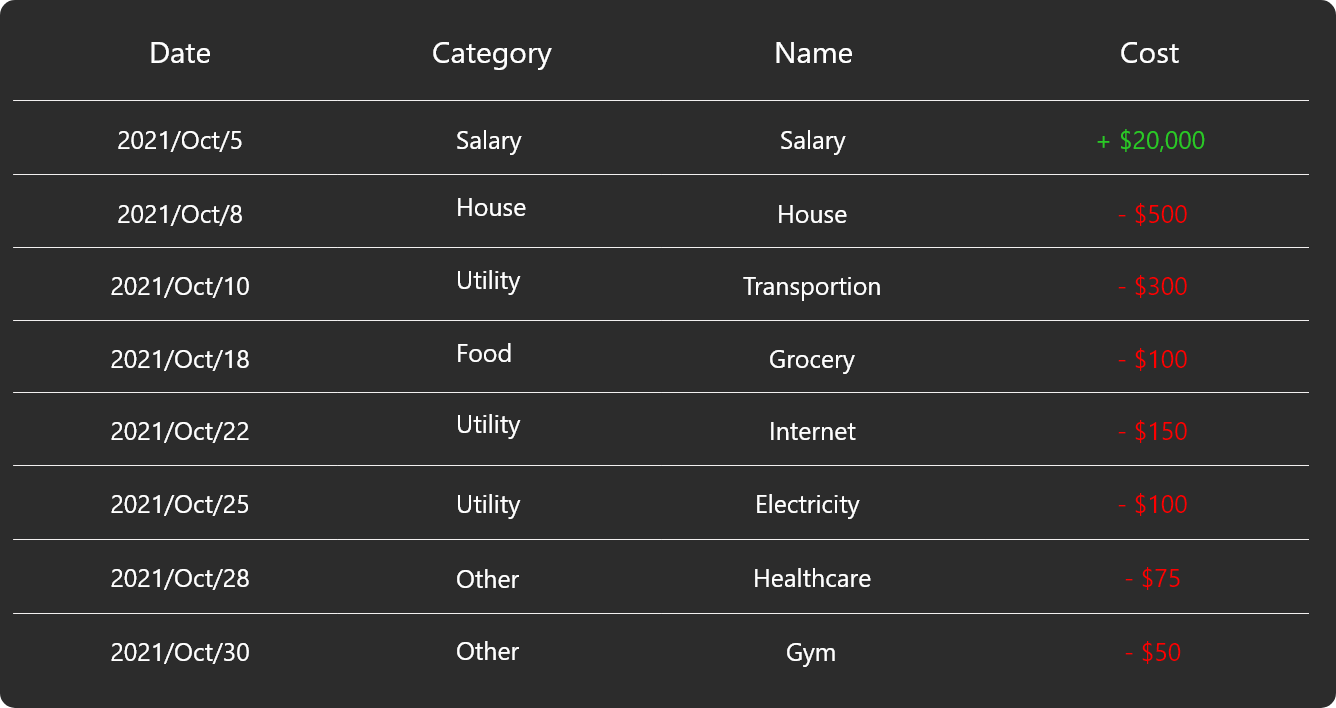 Date Category Name Cost
2021/Oct/5 Salary Salary + $20,000
2021/Oct/8 House House - $500
2021/Oct/10 Utility Transportion - $300
2021/Oct/18 Food Grocery - $100
2021/Oct/22 Utility Internet - $150
2021/Oct/25 Utility Electricity - $100
2021/Oct/28 Other Healthcare - $75
2021/Oct/30 Other Gym - $50